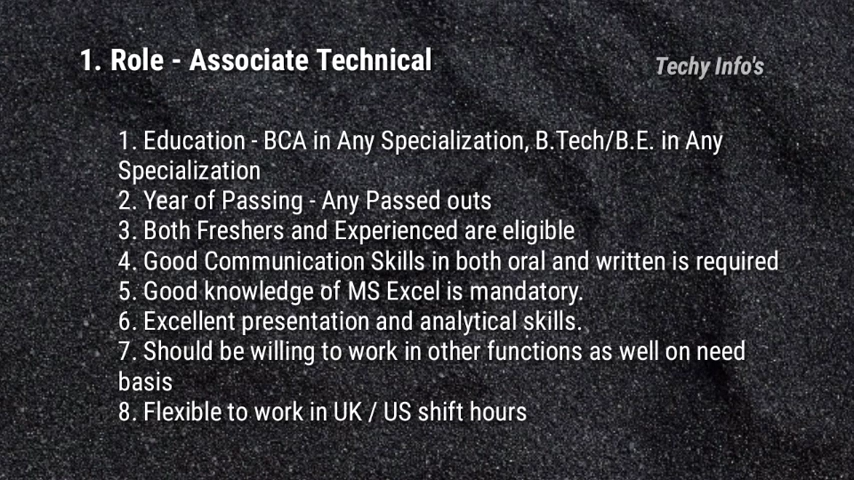 1. Role - Associate Technical
Techy Info's
1. Education - BCA in Any Specialization, B.Tech/B.E. in Any
Specialization
2. Year of Passing - Any Passed outs
3. Both Freshers and Experienced are eligible
4. Good Communication Skills in both oral and written is required
5. Good knowledge of MS Excel is mandatory.
6. Excellent presentation and analytical skills.
7. Should be willing to work in other functions as well on need
basis
8. Flexible to work in UK / US shift hours